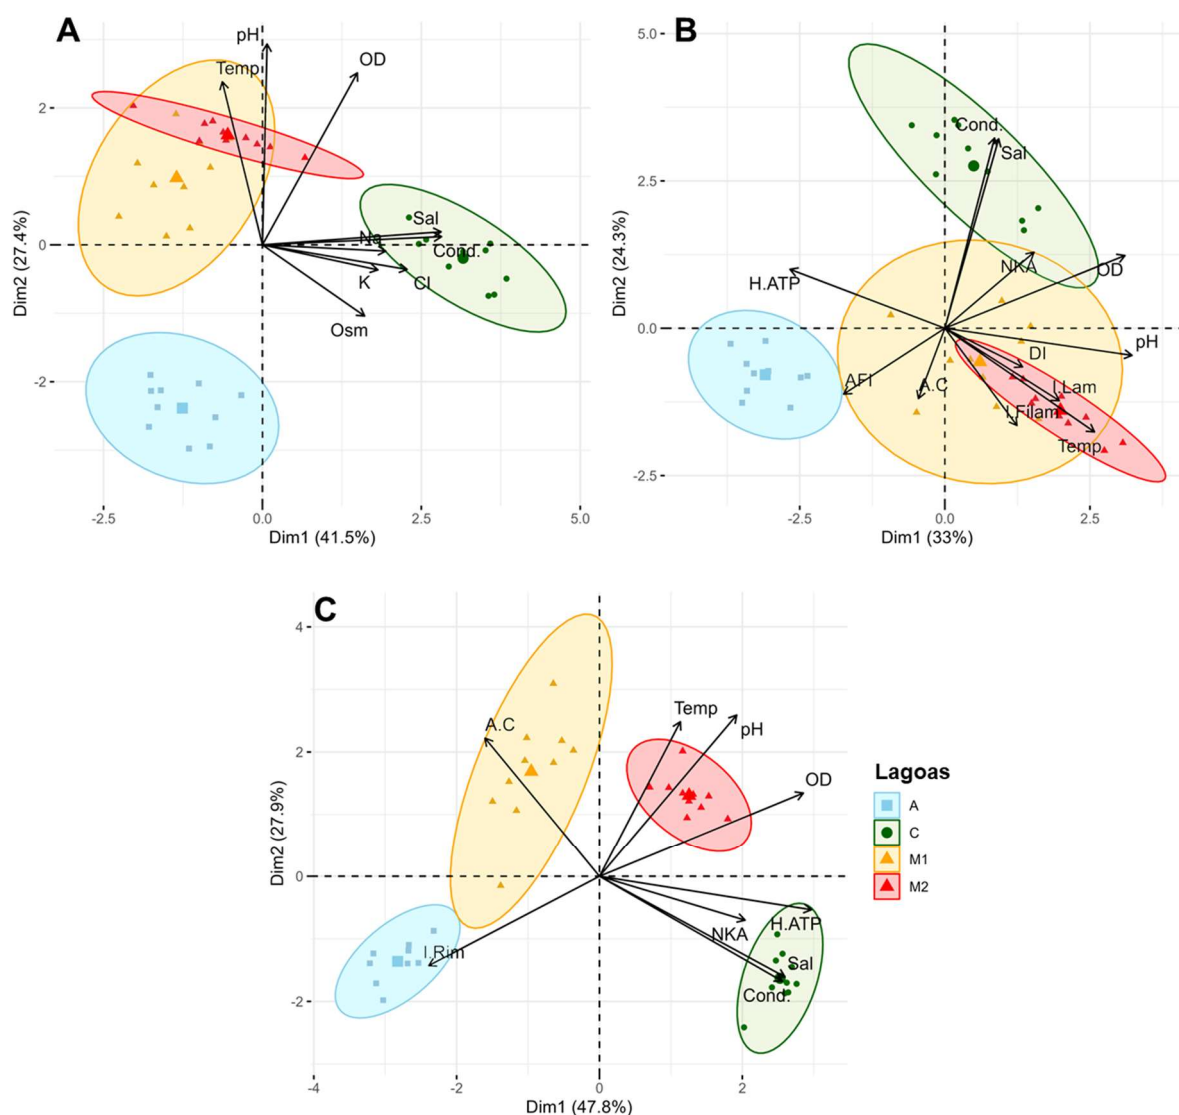 A
B
pH
OD
Temp
Sal
Na
Cond.
K
Cl
Osm
2
0
-2
Dim2 (27.4%)
-2.5
0.0
2.5
5.0
Dim1 (41.5%)
5.0
2.5
0.0
-2.5
Dim2 (24.3%)
Cond.
Sal
NKA
OD
H.ATP
pH
DI
AFI
A.C
I.Lam
I.Filam
Temp
-2.5
0.0
2.5
Dim1 (33%)
C
4
2
0
-2
Dim2 (27.9%)
A.C
Temp
pH
OD
I.Rim
NKA
H.ATP
Sal
Cond.
-4
-2
0
2
Dim1 (47.8%)
Lagoas
A
C
M1
M2